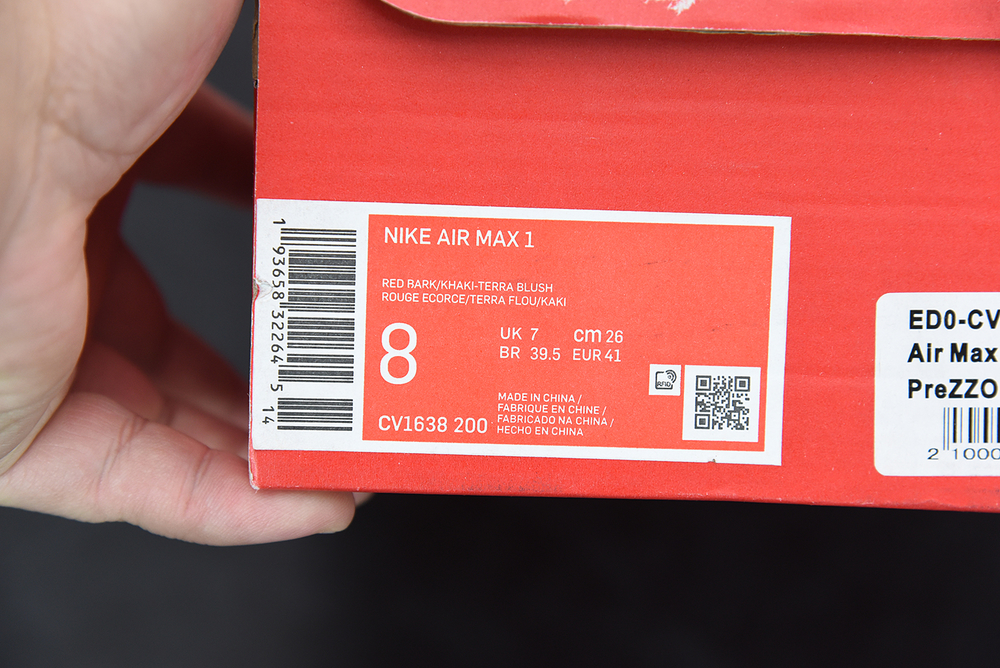 NIKE AIR MAX 1
RED BARK/KHAKI-TERRA BLUSH
ROUGE ECORCE/TERRA FLOU/KAKI
8
UK 7 cm 26
BR 39.5 EUR 41
MADE IN CHINA /
FABRIQUE EN CHINE /
FABRICADO NA CHINA /
HECHO EN CHINA
CV1638 200
RFID
1 93658 32264 5 14
ED0-CV
Air Max
PreZZO
2 1000